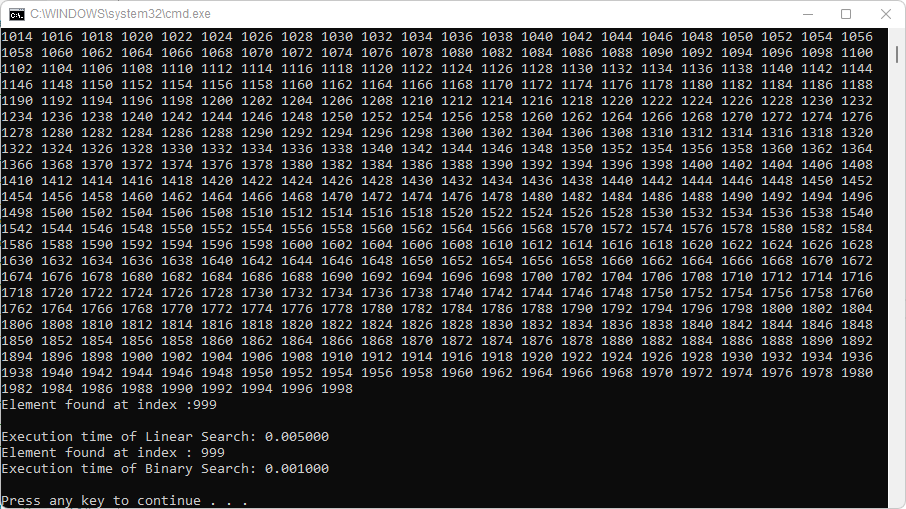 C:\WINDOWS\system32\cmd.exe
1014 1016 1018 1020 1022 1024 1026 1028 1030 1032 1034 1036 1038 1040 1042 1044 1046 1048 1050 1052 1054 1056
1058 1060 1062 1064 1066 1068 1070 1072 1074 1076 1078 1080 1082 1084 1086 1088 1090 1092 1094 1096 1098 1100
1102 1104 1106 1108 1110 1112 1114 1116 1118 1120 1122 1124 1126 1128 1130 1132 1134 1136 1138 1140 1142 1144
1146 1148 1150 1152 1154 1156 1158 1160 1162 1164 1166 1168 1170 1172 1174 1176 1178 1180 1182 1184 1186 1188
1190 1192 1194 1196 1198 1200 1202 1204 1206 1208 1210 1212 1214 1216 1218 1220 1222 1224 1226 1228 1230 1232
1234 1236 1238 1240 1242 1244 1246 1248 1250 1252 1254 1256 1258 1260 1262 1264 1266 1268 1270 1272 1274 1276
1278 1280 1282 1284 1286 1288 1290 1292 1294 1296 1298 1300 1302 1304 1306 1308 1310 1312 1314 1316 1318 1320
1322 1324 1326 1328 1330 1332 1334 1336 1338 1340 1342 1344 1346 1348 1350 1352 1354 1356 1358 1360 1362 1364
1366 1368 1370 1372 1374 1376 1378 1380 1382 1384 1386 1388 1390 1392 1394 1396 1398 1400 1402 1404 1406 1408
1410 1412 1414 1416 1418 1420 1422 1424 1426 1428 1430 1432 1434 1436 1438 1440 1442 1444 1446 1448 1450 1452
1454 1456 1458 1460 1462 1464 1466 1468 1470 1472 1474 1476 1478 1480 1482 1484 1486 1488 1490 1492 1494 1496
1498 1500 1502 1504 1506 1508 1510 1512 1514 1516 1518 1520 1522 1524 1526 1528 1530 1532 1534 1536 1538 1540
1542 1544 1546 1548 1550 1552 1554 1556 1558 1560 1562 1564 1566 1568 1570 1572 1574 1576 1578 1580 1582 1584
1586 1588 1590 1592 1594 1596 1598 1600 1602 1604 1606 1608 1610 1612 1614 1616 1618 1620 1622 1624 1626 1628
1630 1632 1634 1636 1638 1640 1642 1644 1646 1648 1650 1652 1654 1656 1658 1660 1662 1664 1666 1668 1670 1672
1674 1676 1678 1680 1682 1684 1686 1688 1690 1692 1694 1696 1698 1700 1702 1704 1706 1708 1710 1712 1714 1716
1718 1720 1722 1724 1726 1728 1730 1732 1734 1736 1738 1740 1742 1744 1746 1748 1750 1752 1754 1756 1758 1760
1762 1764 1766 1768 1770 1772 1774 1776 1778 1780 1782 1784 1786 1788 1790 1792 1794 1796 1798 1800 1802 1804
1806 1808 1810 1812 1814 1816 1818 1820 1822 1824 1826 1828 1830 1832 1834 1836 1838 1840 1842 1844 1846 1848
1850 1852 1854 1856 1858 1860 1862 1864 1866 1868 1870 1872 1874 1876 1878 1880 1882 1884 1886 1888 1890 1892
1894 1896 1898 1900 1902 1904 1906 1908 1910 1912 1914 1916 1918 1920 1922 1924 1926 1928 1930 1932 1934 1936
1938 1940 1942 1944 1946 1948 1950 1952 1954 1956 1958 1960 1962 1964 1966 1968 1970 1972 1974 1976 1978 1980
1982 1984 1986 1988 1990 1992 1994 1996 1998
Element found at index :999
Execution time of Linear Search: 0.005000
Element found at index : 999
Execution time of Binary Search: 0.001000
Press any key to continue . . .